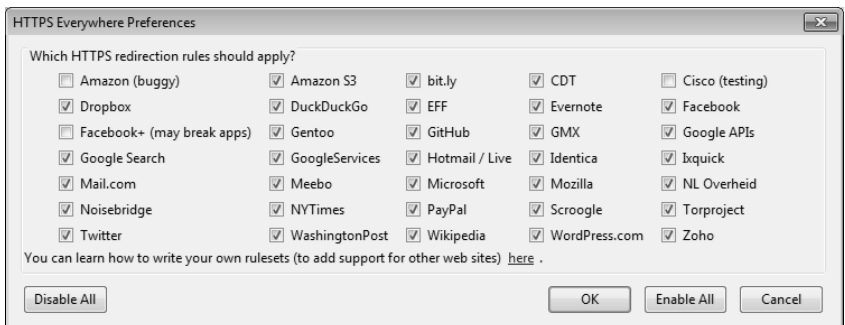 HTTPS Everywhere Preferences
Which HTTPS redirection rules should apply?
Amazon (buggy) Amazon S3 bit.ly CDT Cisco (testing)
Dropbox DuckDuckGo EFF Evernote Facebook
Facebook+ (may break apps) Gentoo GitHub GMX Google APIs
Google Search GoogleServices Hotmail / Live Identica Ixquick
Mail.com Meebo Microsoft Mozilla NL Overheid
Noisebridge NYTimes PayPal Scroogle Torproject
Twitter WashingtonPost Wikipedia WordPress.com Zoho
You can learn how to write your own rulesets (to add support for other web sites) here .
Disable All OK Enable All Cancel